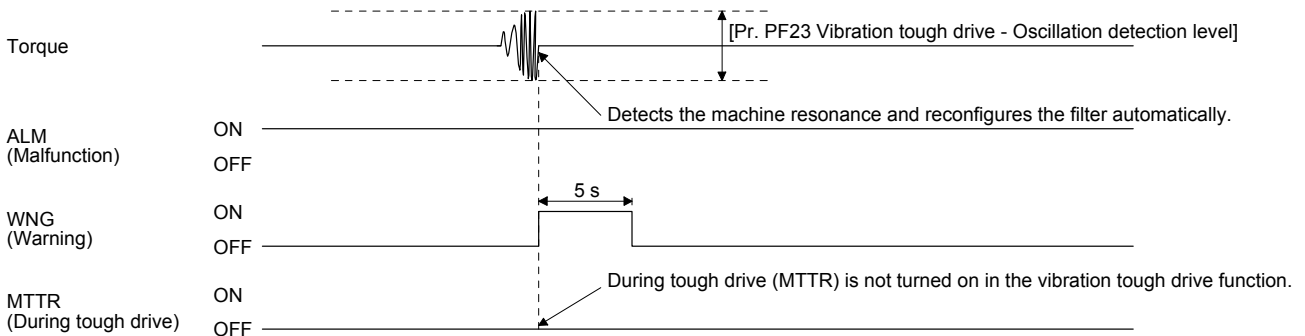 [Pr. PF23 Vibration tough drive - Oscillation detection level]
Torque
Detects the machine resonance and reconfigures the filter automatically.
ALM
(Malfunction)
ON
OFF
5 s
WNG
(Warning)
ON
OFF
During tough drive (MTTR) is not turned on in the vibration tough drive function.
MTTR
(During tough drive)
ON
OFF